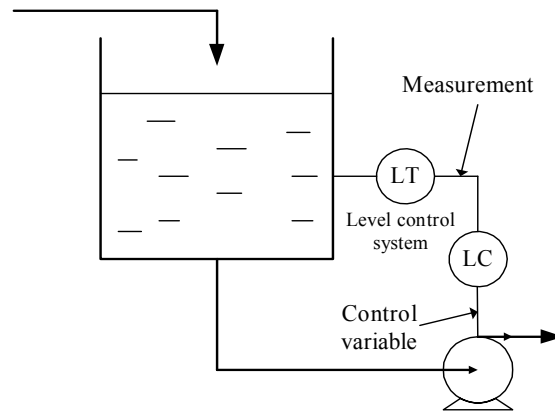 Measurement
LT
Level control
system
LC
Control
variable